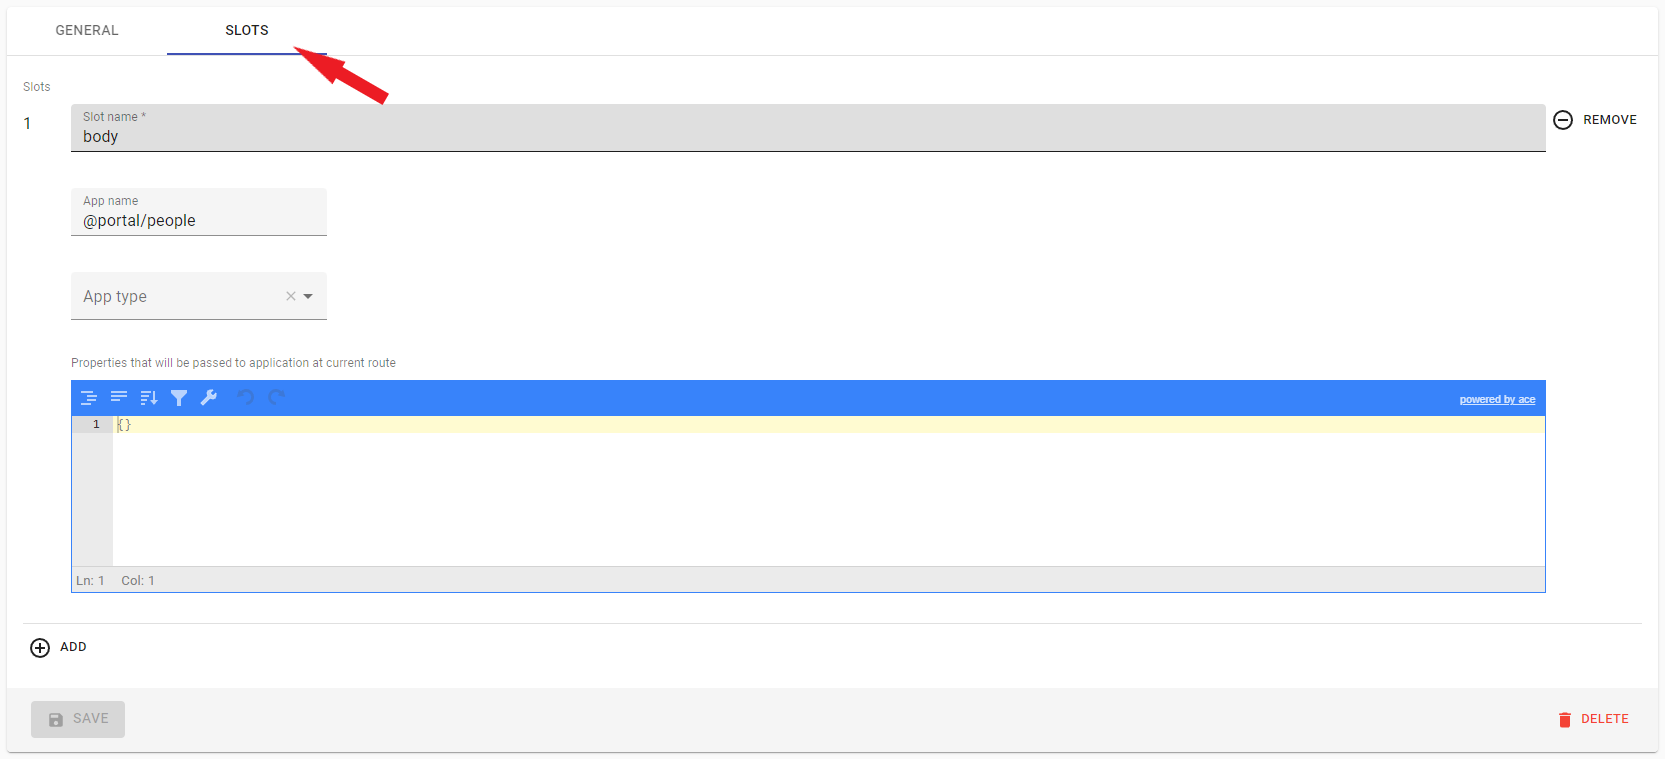 GENERAL
SLOTS
Slots
1
Slot name *
body
REMOVE
App name
@portal/people
App type
Properties that will be passed to application at current route
powered by ace
1
{}
Ln: 1 Col: 1
ADD
SAVE
DELETE